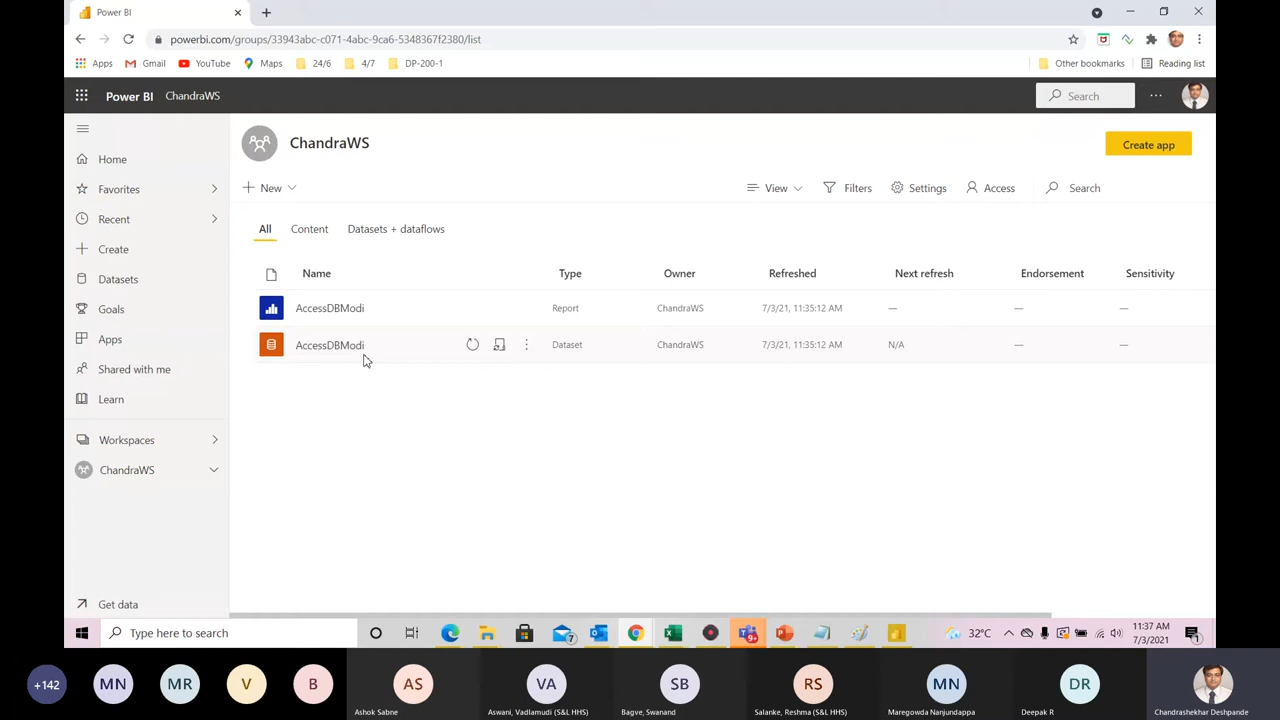 Power BI
powerbi.com/groups/33943abc-c071-4abc-9ca6-5348367f2380/list
Apps Gmail YouTube Maps 24/6 4/7 DP-200-1 Other bookmarks Reading list
Power BI ChandraWS Search
Home
Favorites
Recent
Create
Datasets
Goals
Apps
Shared with me
Learn
Workspaces
ChandraWS
Get data
ChandraWS Create app
New View Filters Settings Access Search
All Content Datasets + dataflows
Name Type Owner Refreshed Next refresh Endorsement Sensitivity
AccessDBModi Report ChandraWS 7/3/21, 11:35:12 AM — — —
AccessDBModi Dataset ChandraWS 7/3/21, 11:35:12 AM N/A — —
Type here to search 7 9+ 32°C 11:37 AM
7/3/2021 1
+142 MN MR V B AS VA SB RS MN DR
Ashok Sabne Aswani, Vadlamudi (S&L HHS) Bagve, Swanand Salanke, Reshma (S&L HHS) Maregowda Nanjundappa Deepak R Chandrashekhar Deshpande